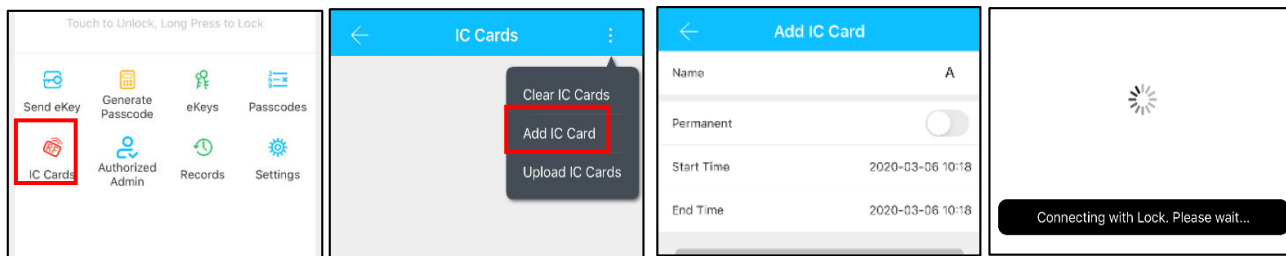 Touch to Unlock, Long Press to Lock
Send eKey
Generate
Passcode
eKeys
Passcodes
RF
IC Cards
Authorized
Admin
Records
Settings
IC Cards
Clear IC Cards
Add IC Card
Upload IC Cards
Add IC Card
Name A
Permanent
Start Time 2020-03-06 10:18
End Time 2020-03-06 10:18
Connecting with Lock. Please wait...